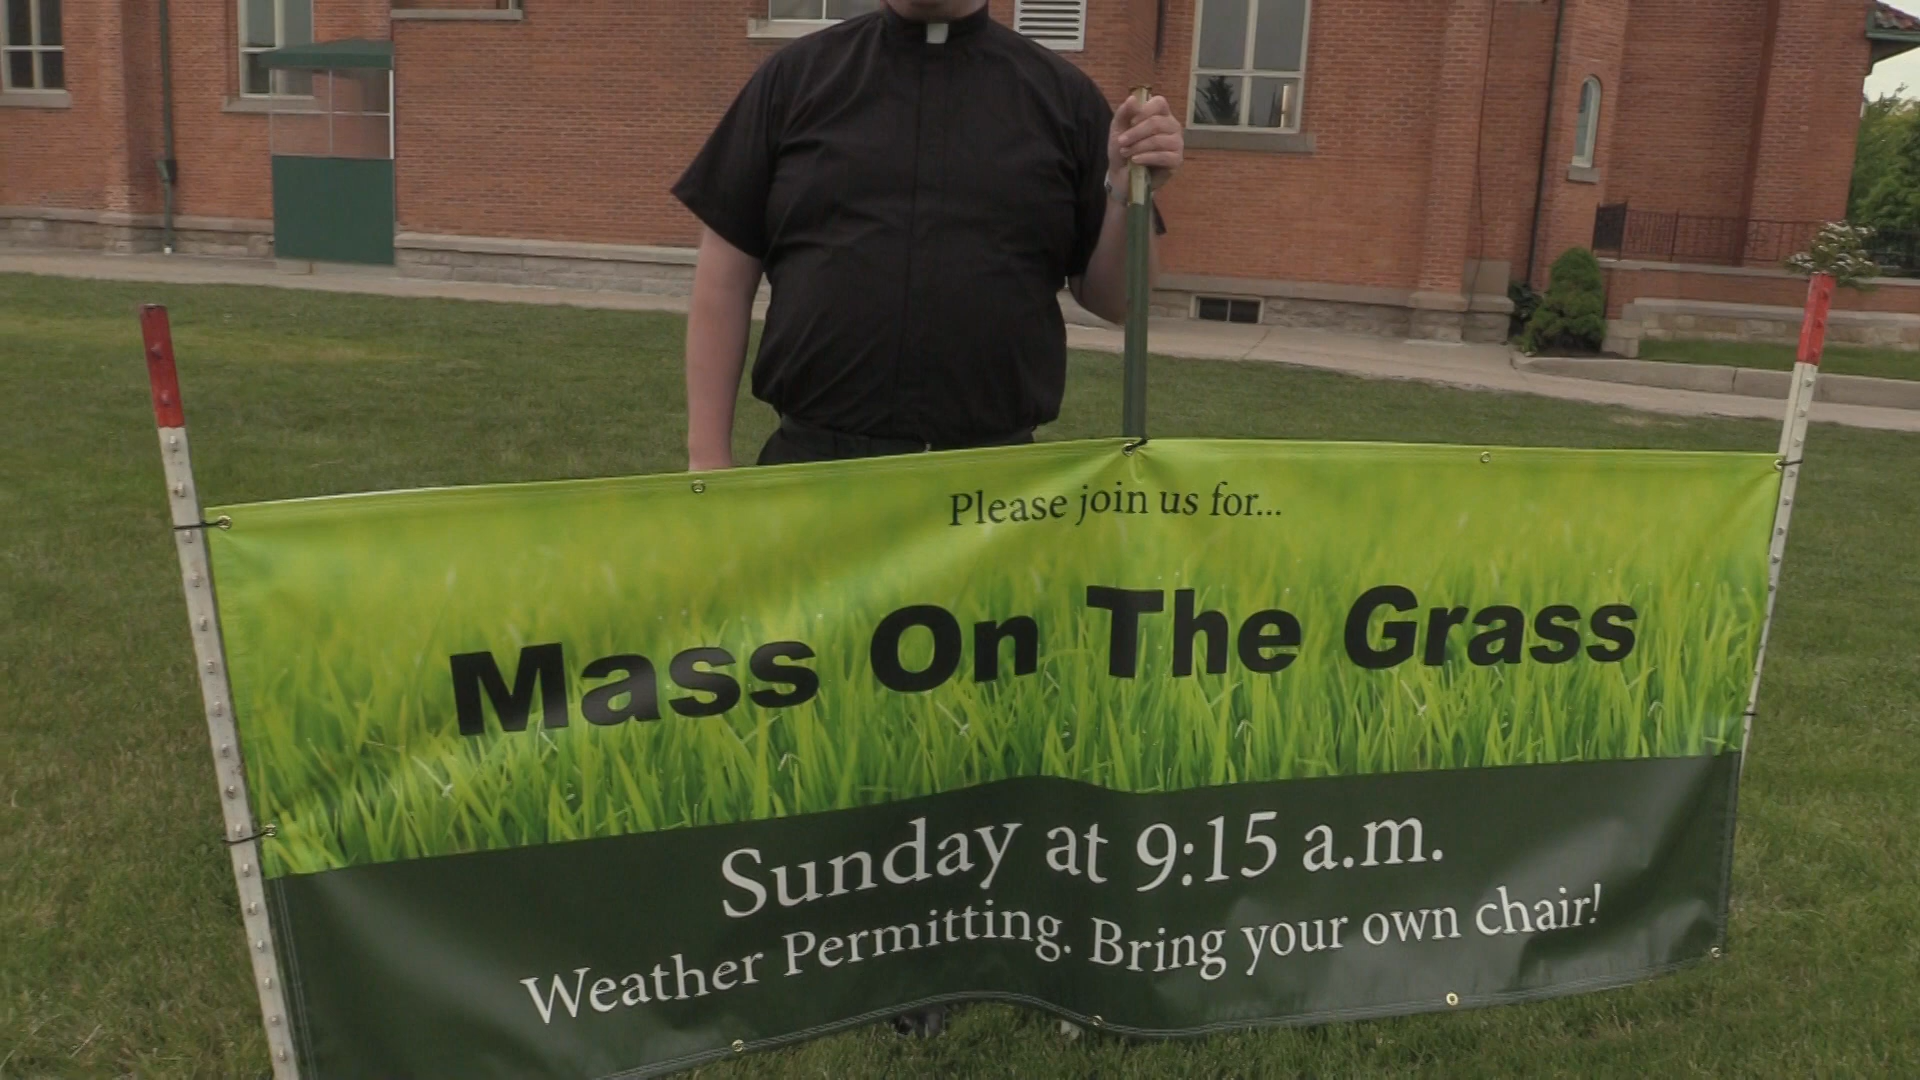 Please join us for...
Mass On The Grass
Sunday at 9:15 a.m.
Weather Permitting. Bring your own chair!